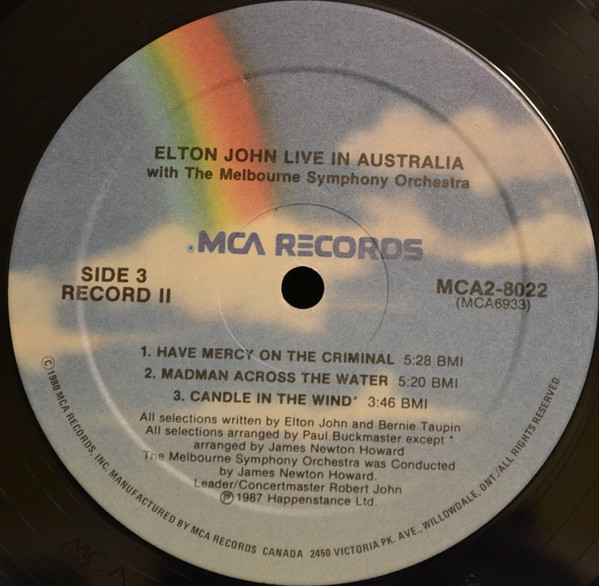 ELTON JOHN LIVE IN AUSTRALIA
with The Melbourne Symphony Orchestra
® MCA RECORDS
SIDE 3
RECORD II
MCA2-8022
(MCA6933)
1. HAVE MERCY ON THE CRIMINAL 5:28 BMI
2. MADMAN ACROSS THE WATER 5:20 BMI
3. CANDLE IN THE WIND* 3:46 BMI
All selections written by Elton John and Bernie Taupin
All selections arranged by Paul Buckmaster except *
arranged by James Newton Howard
The Melbourne Symphony Orchestra was Conducted
by James Newton Howard.
Leader/Concertmaster Robert John
℗ 1987 Happenstance Ltd.
© 1980 MCA RECORDS, INC. MANUFACTURED BY MCA RECORDS CANADA 2450 VICTORIA PK. AVE., WILLOWDALE, ONT./ALL RIGHTS RESERVED.
MCA